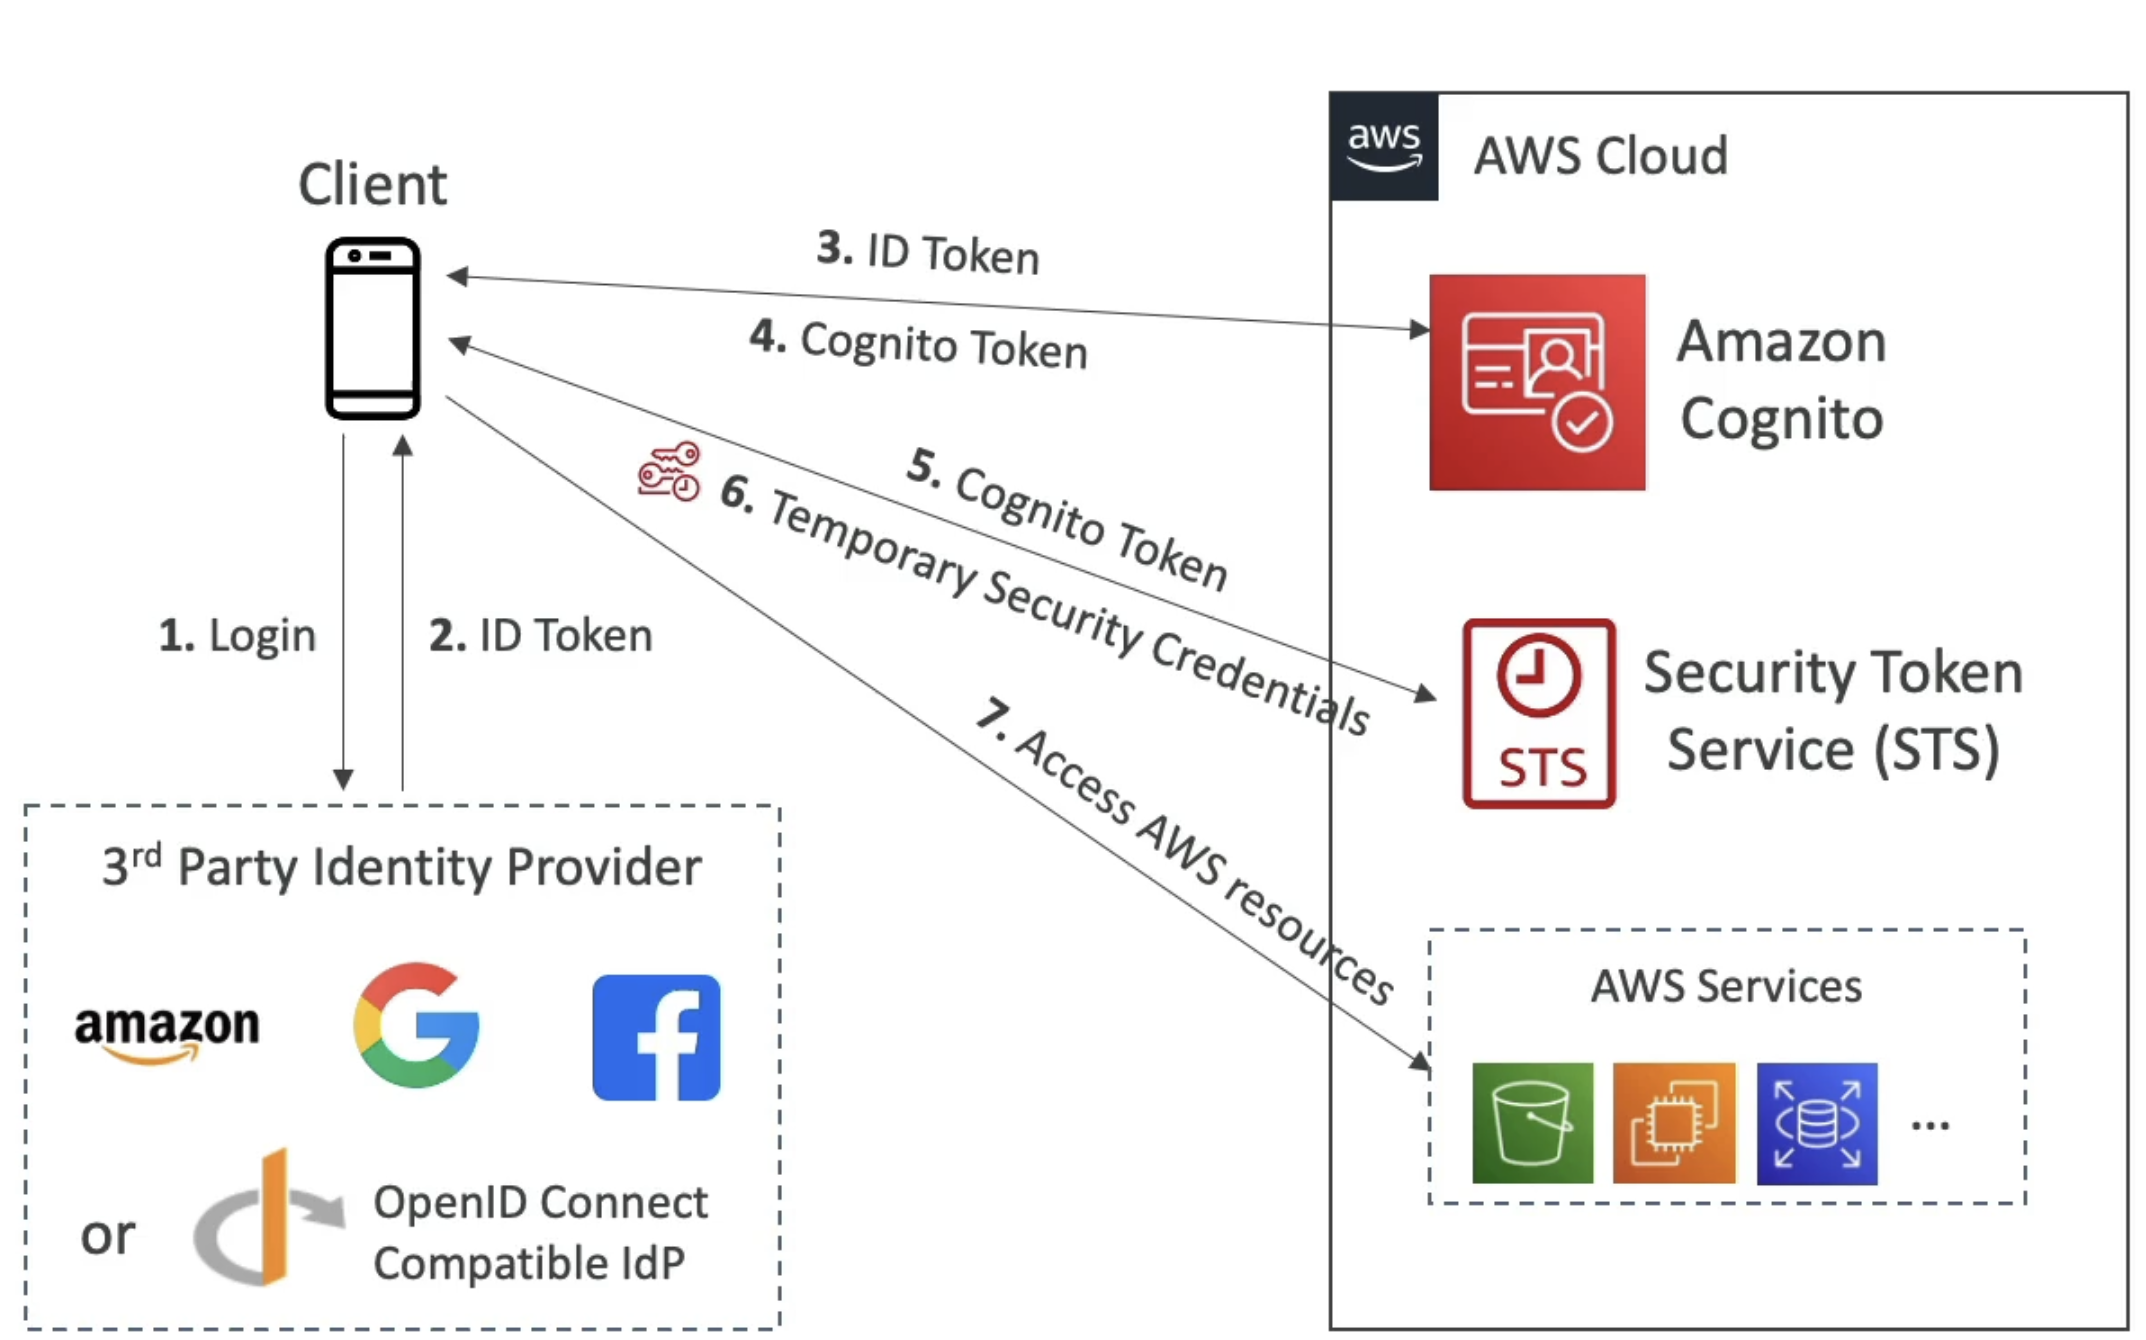 aws
AWS Cloud
Client
3. ID Token
4. Cognito Token
Amazon
Cognito
5. Cognito Token
6. Temporary Security Credentials
1. Login
2. ID Token
Security Token
Service (STS)
STS
7. Access AWS resources
3rd Party Identity Provider
amazon
G
f
or
OpenID Connect
Compatible IdP
AWS Services
...